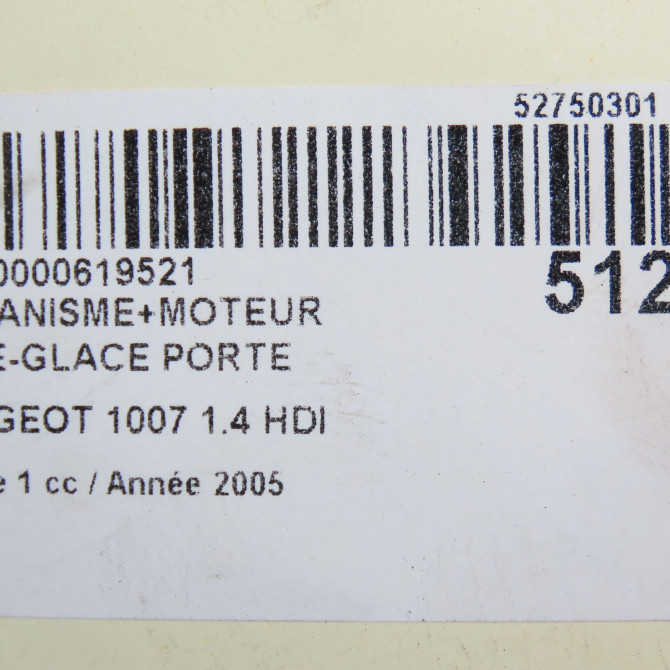 52750301
0000619521
512
ANISME+MOTEUR
E-GLACE PORTE
GEOT 1007 1.4 HDI
e 1 cc / Année 2005